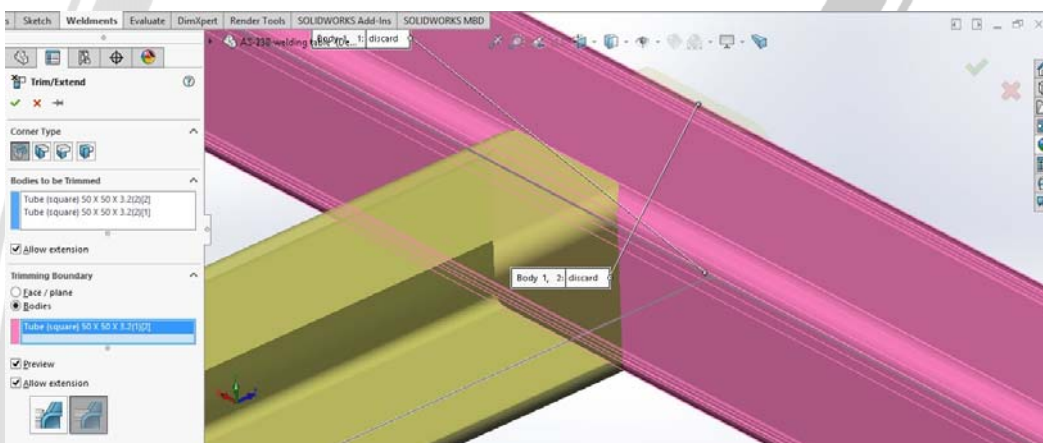 Sketch Weldments Evaluate DimXpert Render Tools SOLIDWORKS Add-Ins SOLIDWORKS MBD
Body 1, 1: discard
Trim/Extend
Corner Type
Bodies to be Trimmed
Tube (square) 50 X 50 X 3.2(2)[2]
Tube (square) 50 X 50 X 3.2(2)[1]
Allow extension
Trimming Boundary
Face / plane
Bodies
Tube (square) 50 X 50 X 3.2(1)[2]
Preview
Allow extension
Body 1, 2: discard